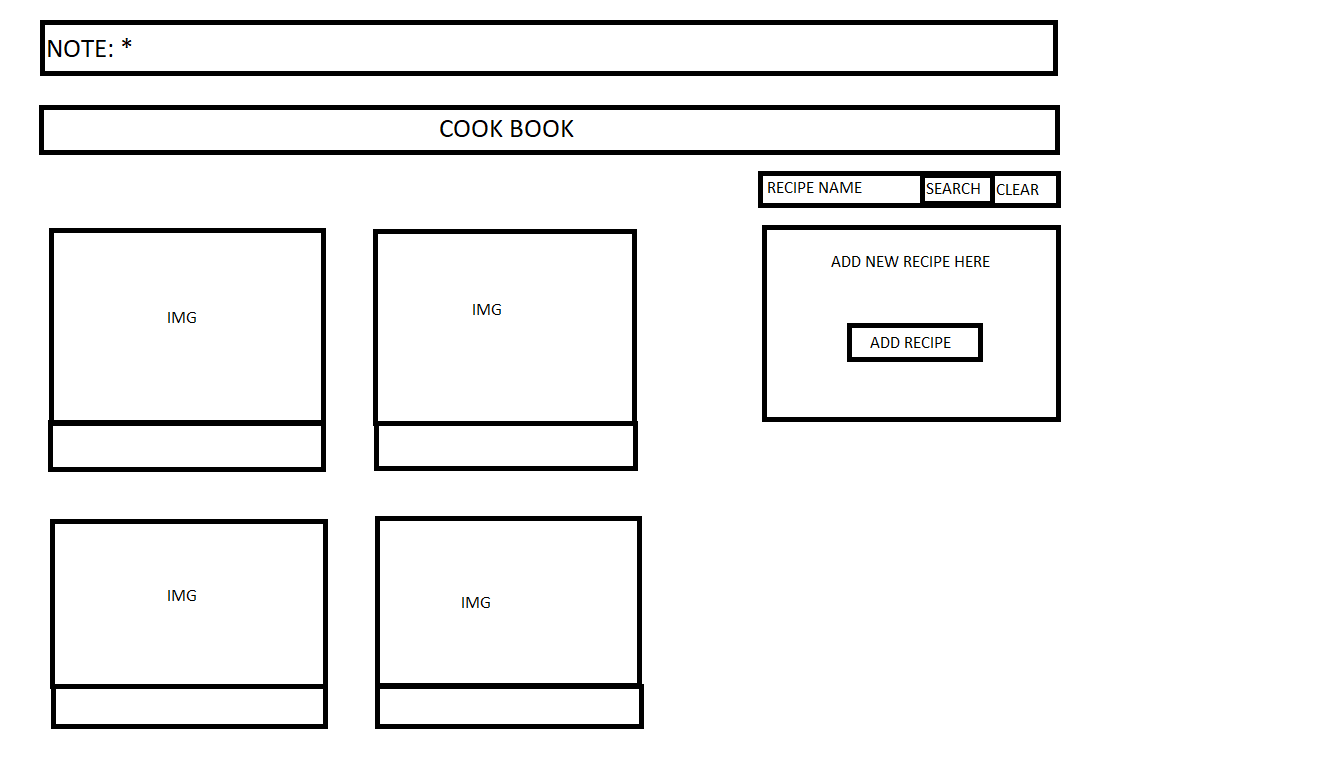 NOTE: *
COOK BOOK
RECIPE NAME
SEARCH
CLEAR
ADD NEW RECIPE HERE
ADD RECIPE
IMG
IMG
IMG
IMG